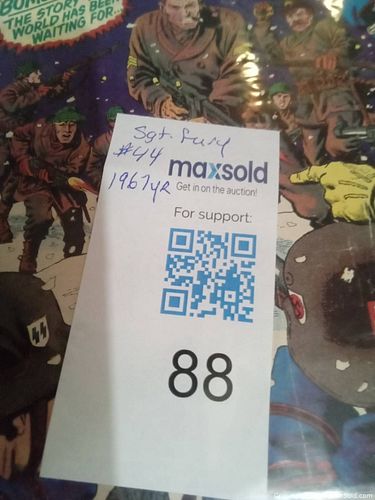 THE STORY
WORLD HAS BEEN
WAITING FOR
Sgt. Fury
#44
1967yr
maxsold
Get in on the auction!
For support:
88